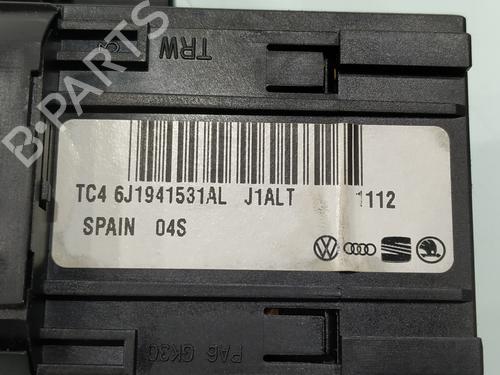 TRW
TC4 6J1941531AL J1ALT 1112
SPAIN 04S
PA6 GK30
B-PARTS